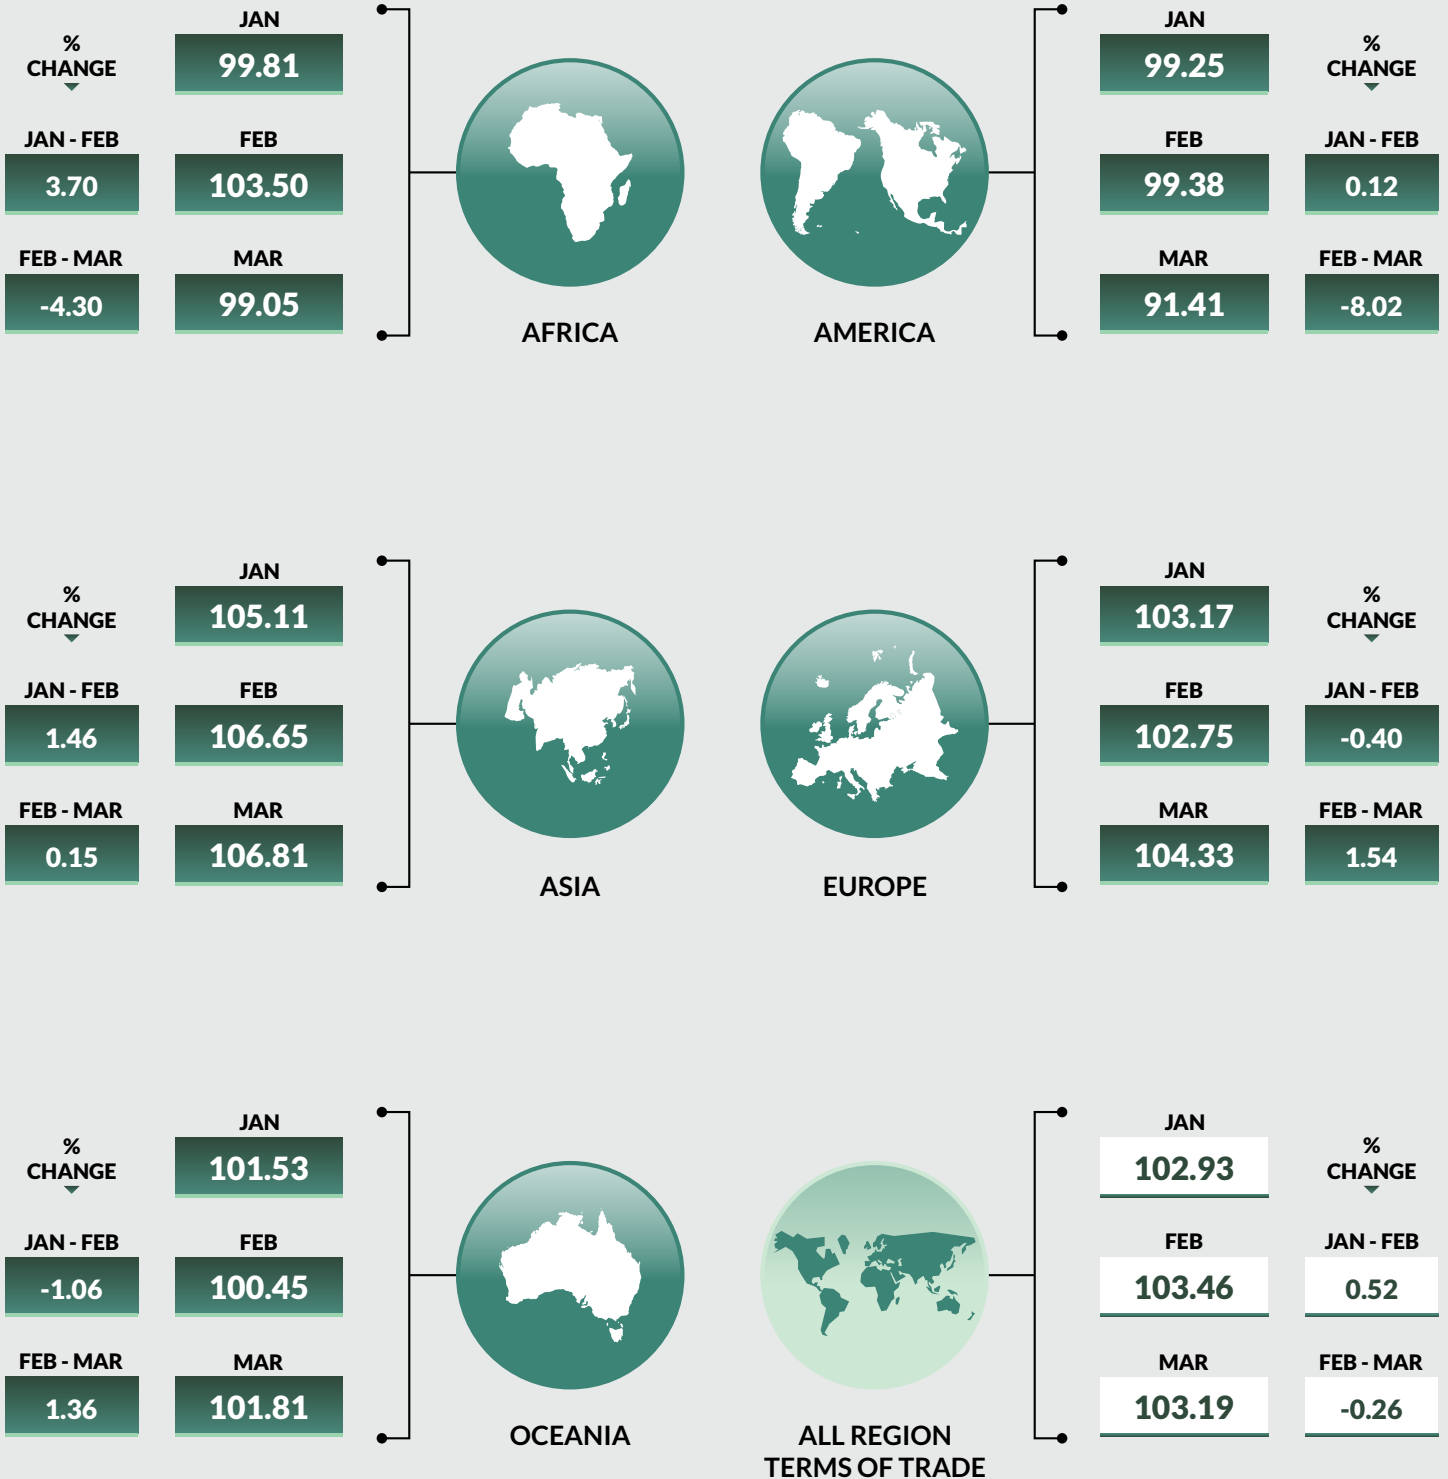 %
CHANGE
JAN
99.81
JAN - FEB
3.70
FEB
103.50
FEB - MAR
-4.30
MAR
99.05
AFRICA
JAN
99.25
%
CHANGE
FEB
99.38
JAN - FEB
0.12
MAR
91.41
FEB - MAR
-8.02
AMERICA
%
CHANGE
JAN
105.11
JAN - FEB
1.46
FEB
106.65
FEB - MAR
0.15
MAR
106.81
ASIA
JAN
103.17
%
CHANGE
FEB
102.75
JAN - FEB
-0.40
MAR
104.33
FEB - MAR
1.54
EUROPE
%
CHANGE
JAN
101.53
JAN - FEB
-1.06
FEB
100.45
FEB - MAR
1.36
MAR
101.81
OCEANIA
JAN
102.93
%
CHANGE
FEB
103.46
JAN - FEB
0.52
MAR
103.19
FEB - MAR
-0.26
ALL REGION
TERMS OF TRADE